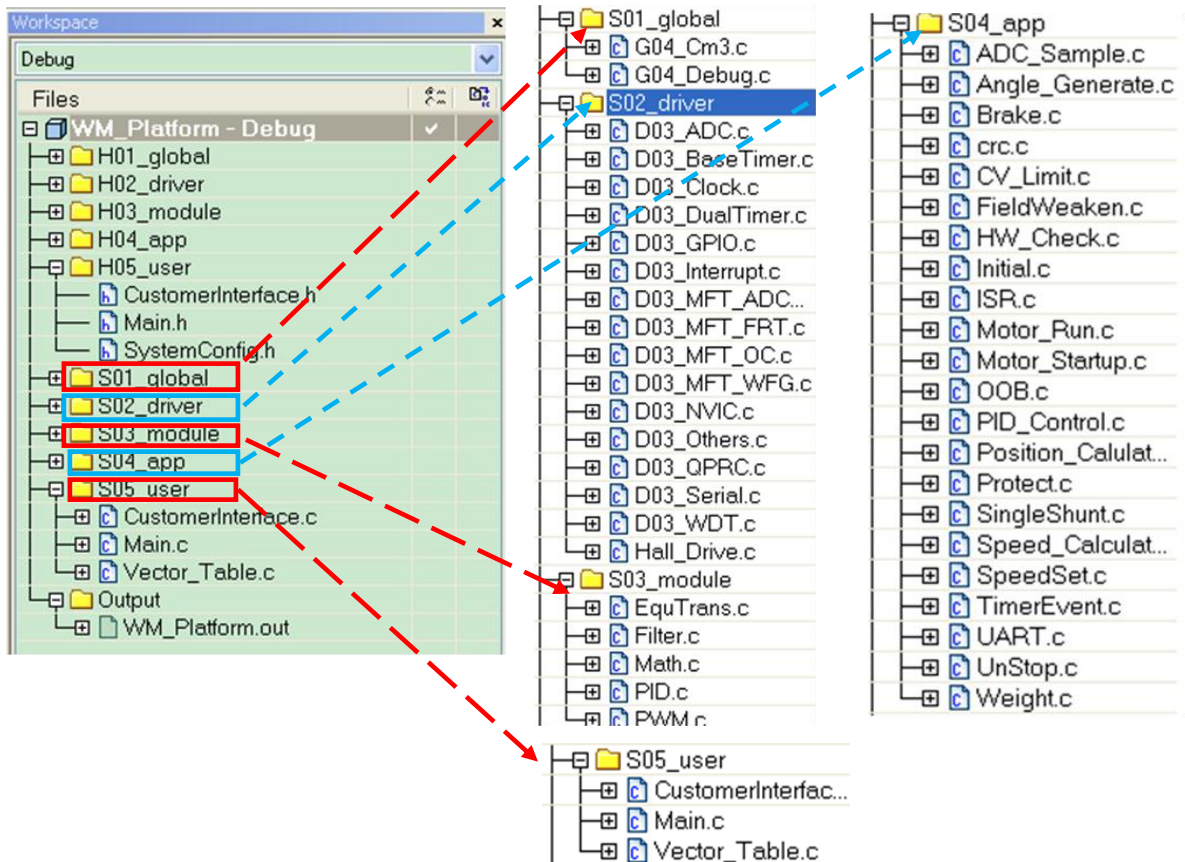 Workspace
Debug
Files
WM_Platform - Debug
H01_global
H02_driver
H03_module
H04_app
H05_user
CustomerInterface.h
Main.h
SystemConfig.h
S01_global
S02_driver
S03_module
S04_app
S05_user
CustomerInterface.c
Main.c
Vector_Table.c
Output
WM_Platform.out
S01_global
G04_Cm3.c
G04_Debug.c
S02_driver
D03_ADC.c
D03_BaseTimer.c
D03_Clock.c
D03_DualTimer.c
D03_GPIO.c
D03_Interrupt.c
D03_MFT_ADC...
D03_MFT_FRT.c
D03_MFT_OC.c
D03_MFT_WFG.c
D03_NVIC.c
D03_Others.c
D03_QPRC.c
D03_Serial.c
D03_WDT.c
Hall_Drive.c
S03_module
EquTrans.c
Filter.c
Math.c
PID.c
PWM.c
S05_user
CustomerInterfac...
Main.c
Vector_Table.c
S04_app
ADC_Sample.c
Angle_Generate.c
Brake.c
crc.c
CV_Limit.c
FieldWeaken.c
HW_Check.c
Initial.c
ISR.c
Motor_Run.c
Motor_Startup.c
OOB.c
PID_Control.c
Position_Calulat...
Protect.c
SingleShunt.c
Speed_Calculat...
SpeedSet.c
TimerEvent.c
UART.c
UnStop.c
Weight.c